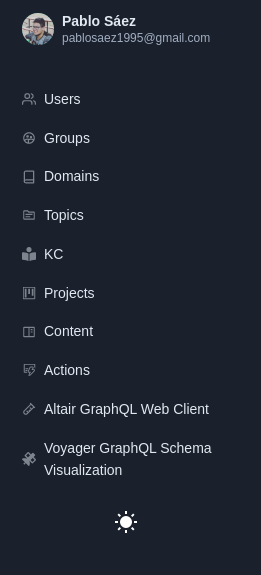 Pablo Sáez
pablosaez1995@gmail.com
Users
Groups
Domains
Topics
KC
Projects
Content
Actions
Altair GraphQL Web Client
Voyager GraphQL Schema
Visualization